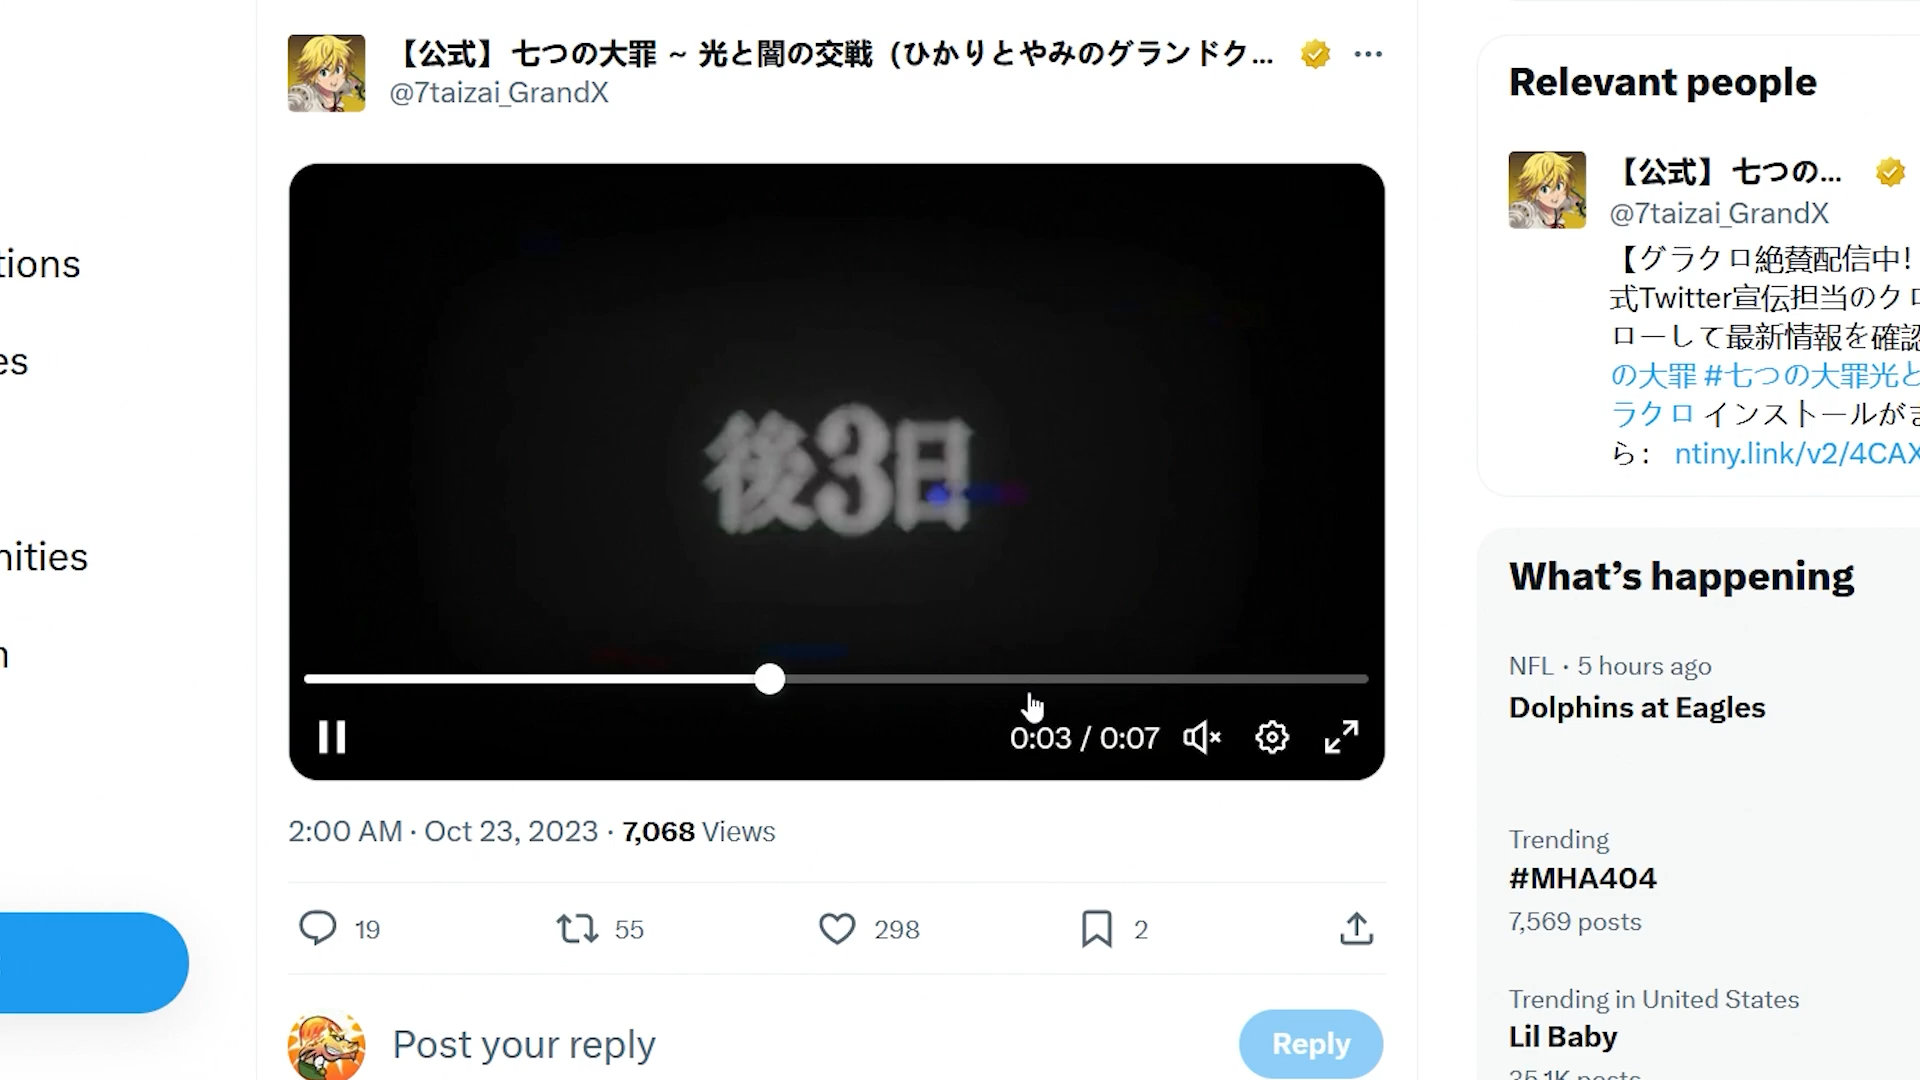 【公式】七つの大罪 ~ 光と闇の交戦（ひかりとやみのグランドク...
@7taizai_GrandX
後3日
0:03 / 0:07
2:00 AM · Oct 23, 2023 · 7,068 Views
19
55
298
2
Post your reply
Reply
tions
es
nities
n
Relevant people
【公式】七つの...
@7taizai_GrandX
【グラクロ絶賛配信中!
式Twitter宣伝担当のクロ
ローして最新情報を確認
の大罪 #七つの大罪光と
ラクロ インストールがま
ら: ntiny.link/v2/4CAX
What's happening
NFL · 5 hours ago
Dolphins at Eagles
Trending
#MHA404
7,569 posts
Trending in United States
Lil Baby
35.1K posts